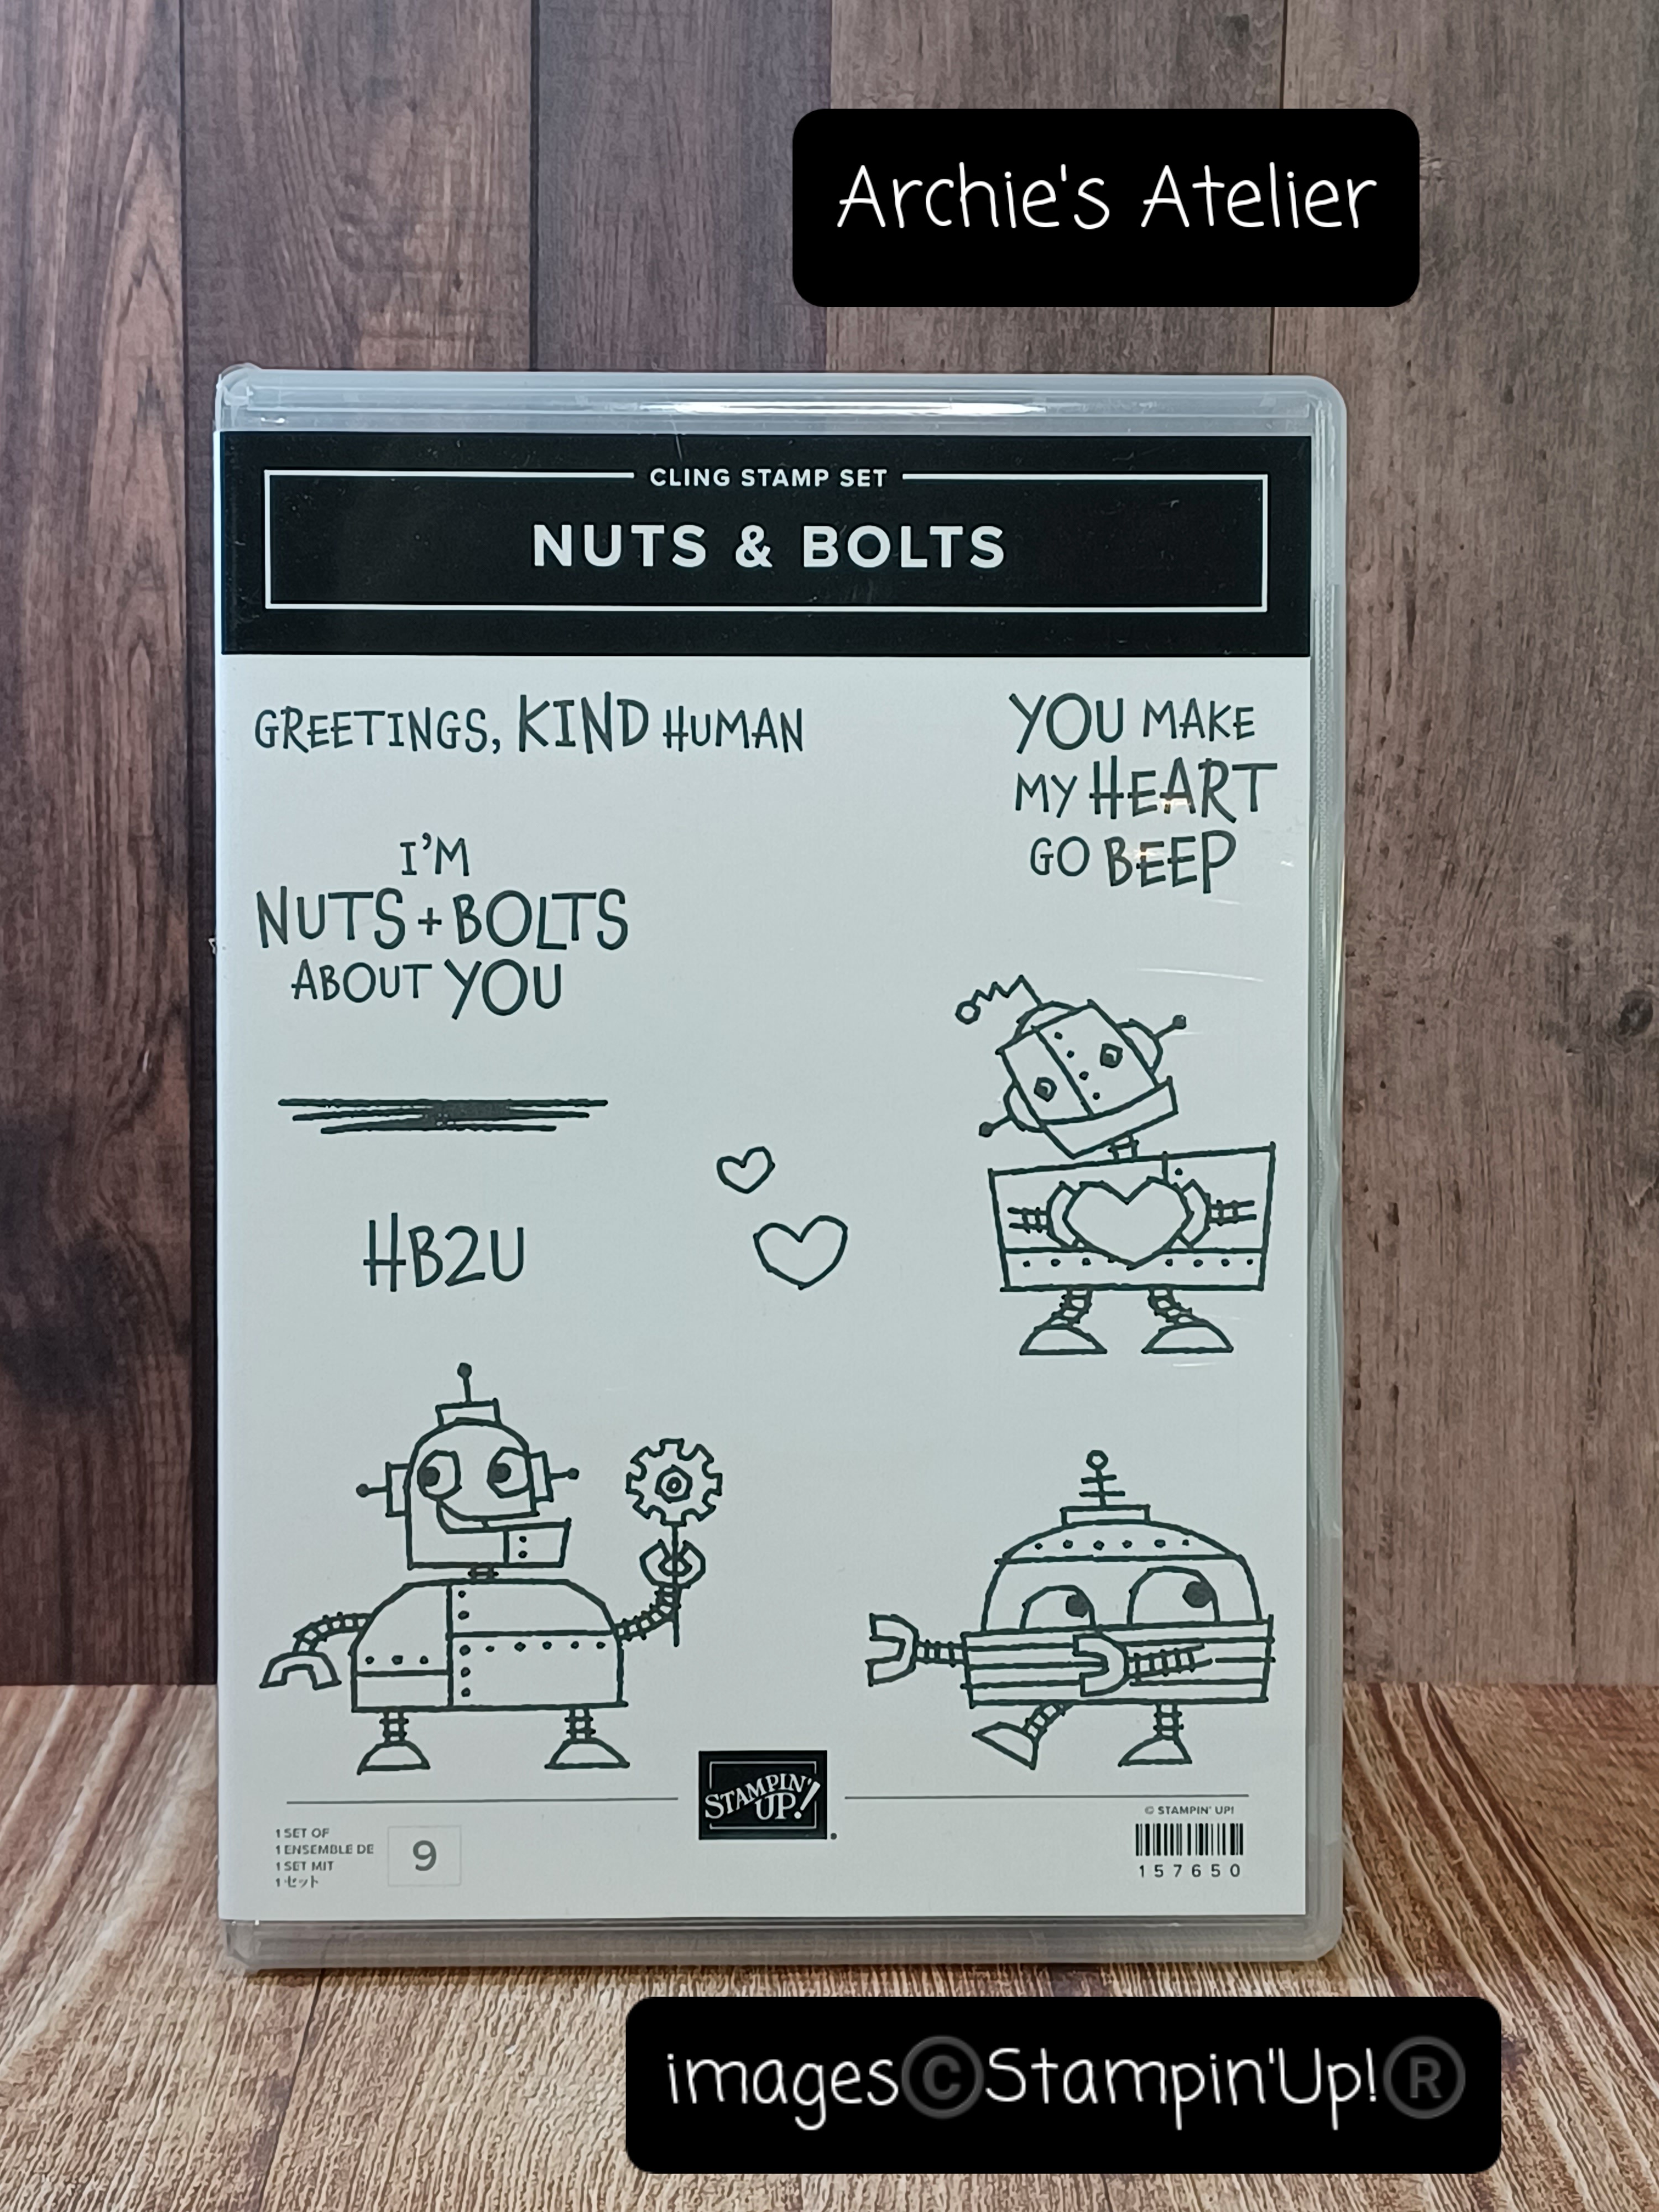 Archie's Atelier
CLING STAMP SET
NUTS & BOLTS
GREETINGS, KIND HUMAN
YOU MAKE
MY HEART
GO BEEP
I'M
NUTS + BOLTS
ABOUT YOU
HB2U
STAMPIN'
UP!
© STAMPIN' UP!
1 SET OF
1 ENSEMBLE DE
1 SET MIT
1 セット
9
157650
images©Stampin'Up!®